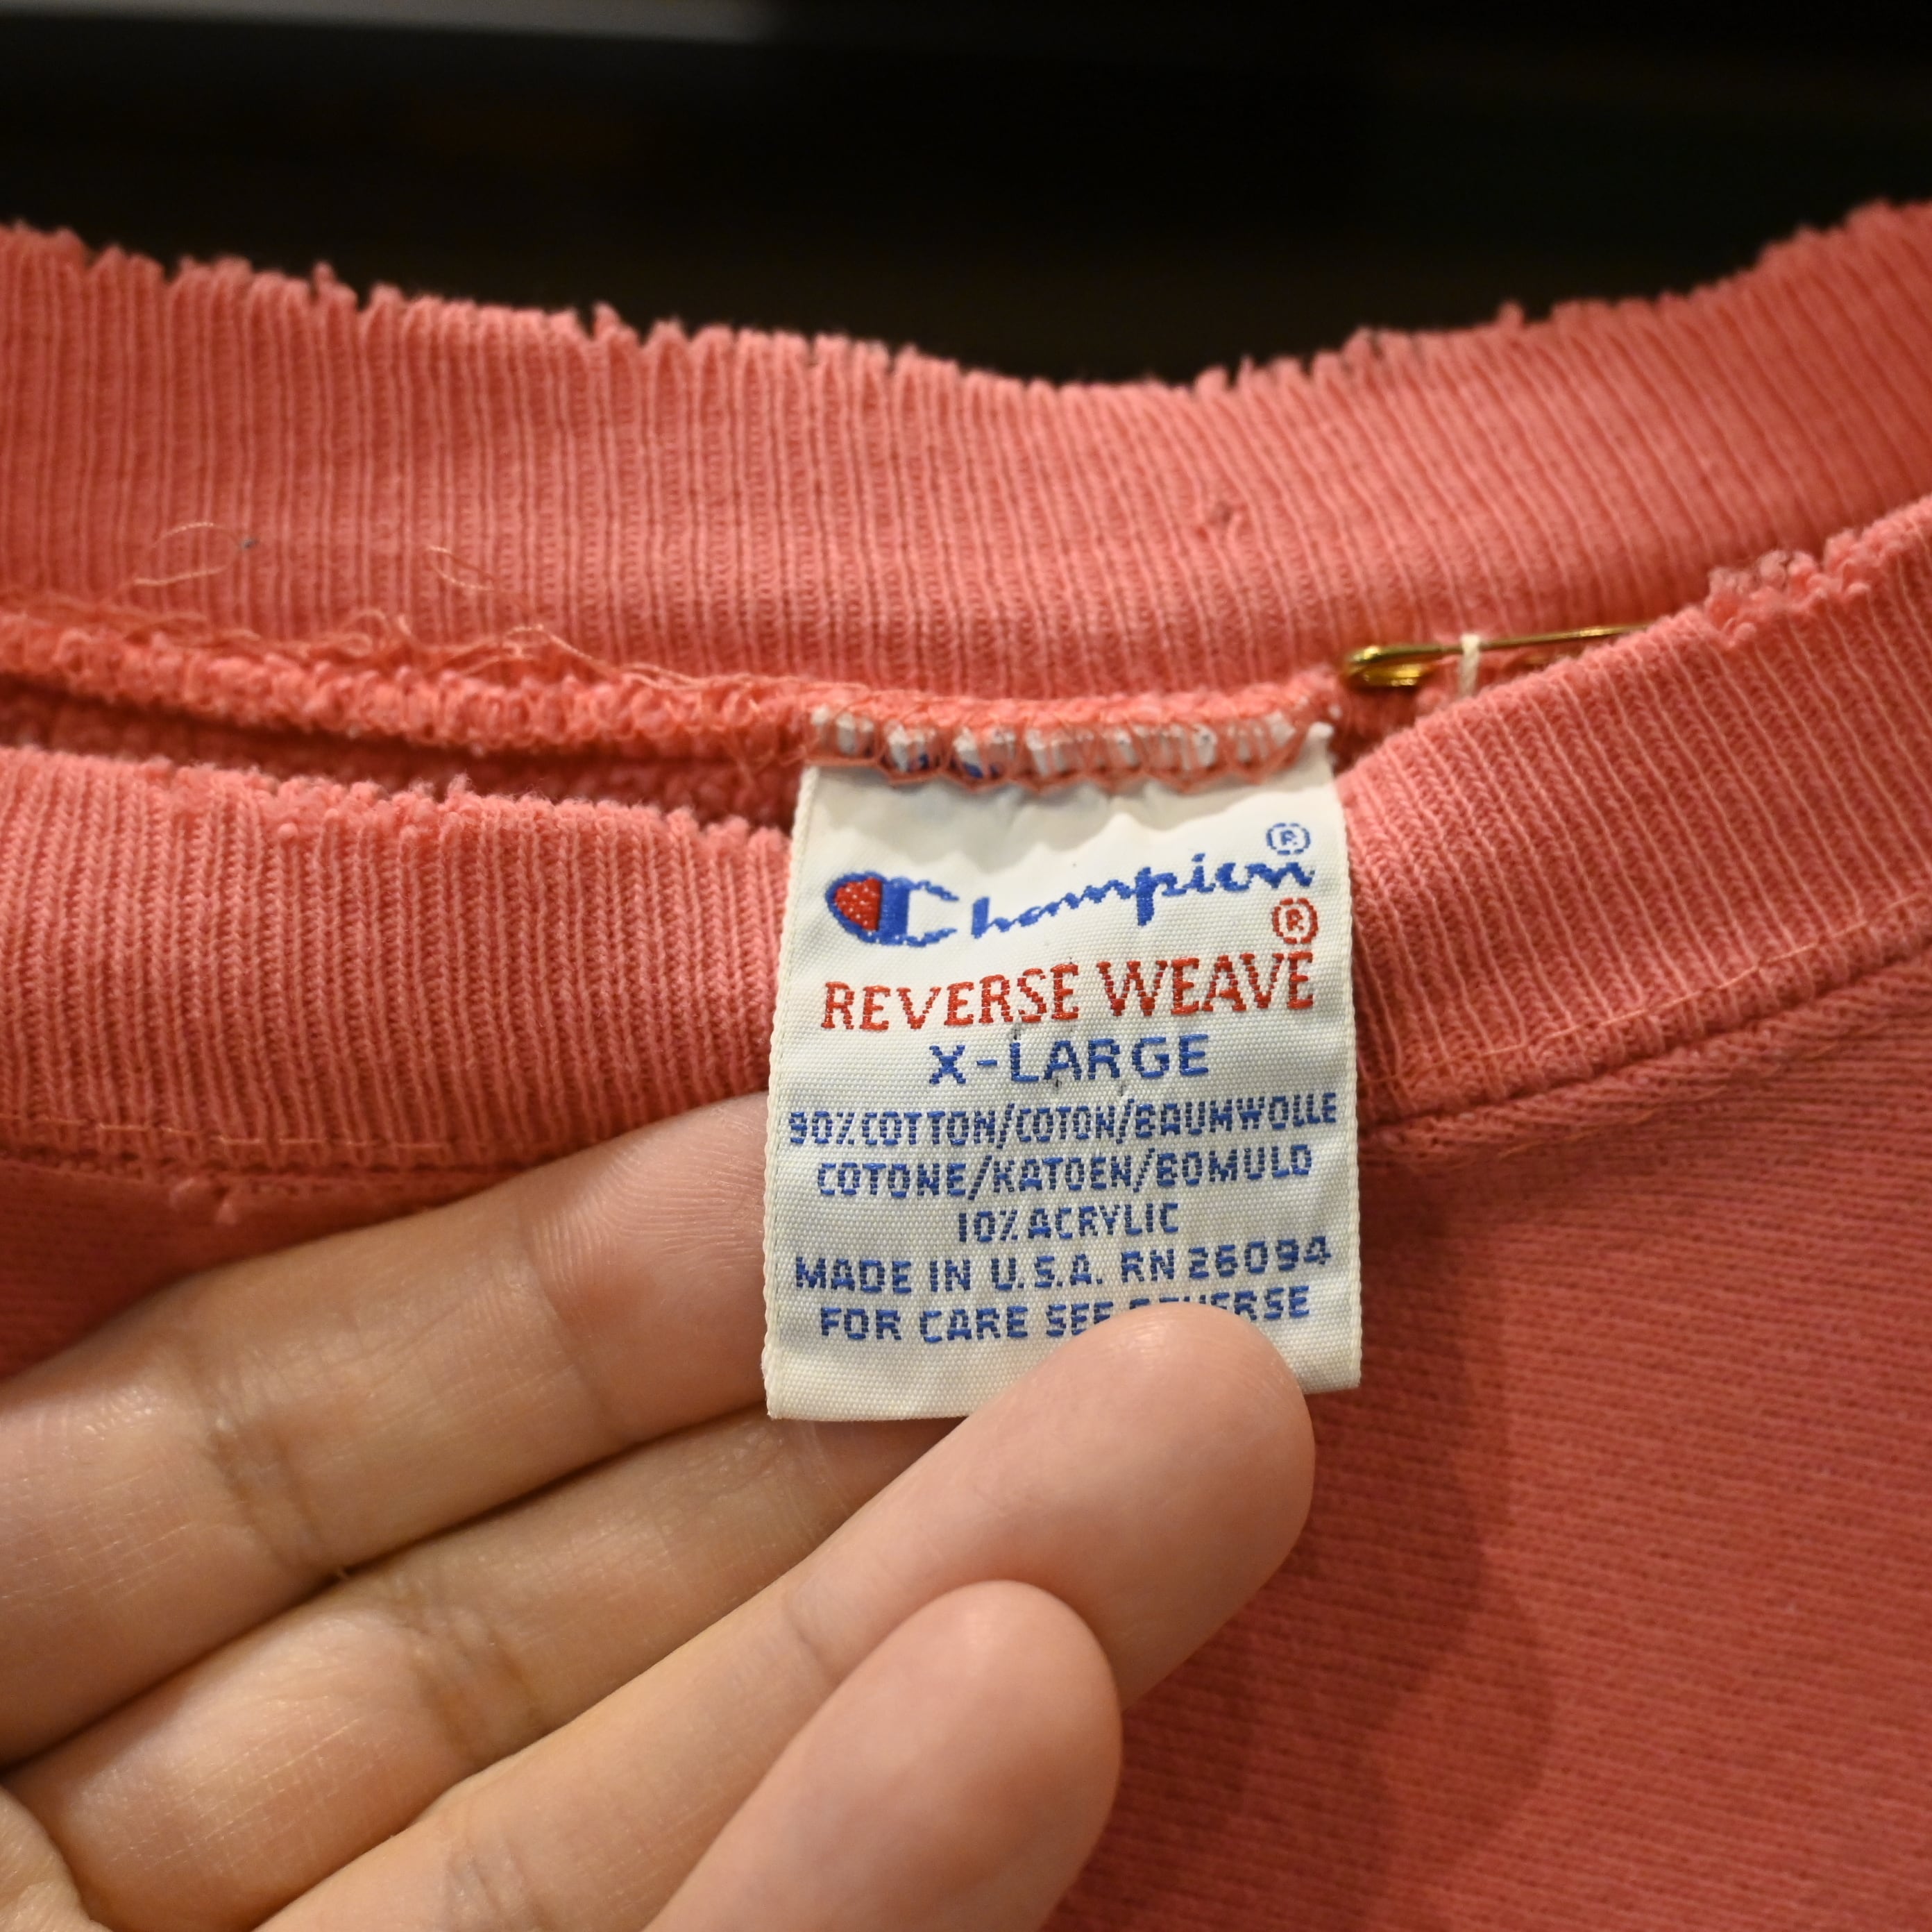 Champion®
REVERSE WEAVE®
X-LARGE
90% COTTON/COTON/BAUMWOLLE
COTONE/KATOEN/BOMULD
10% ACRYLIC
MADE IN U.S.A. RN 26094
FOR CARE SEE REVERSE